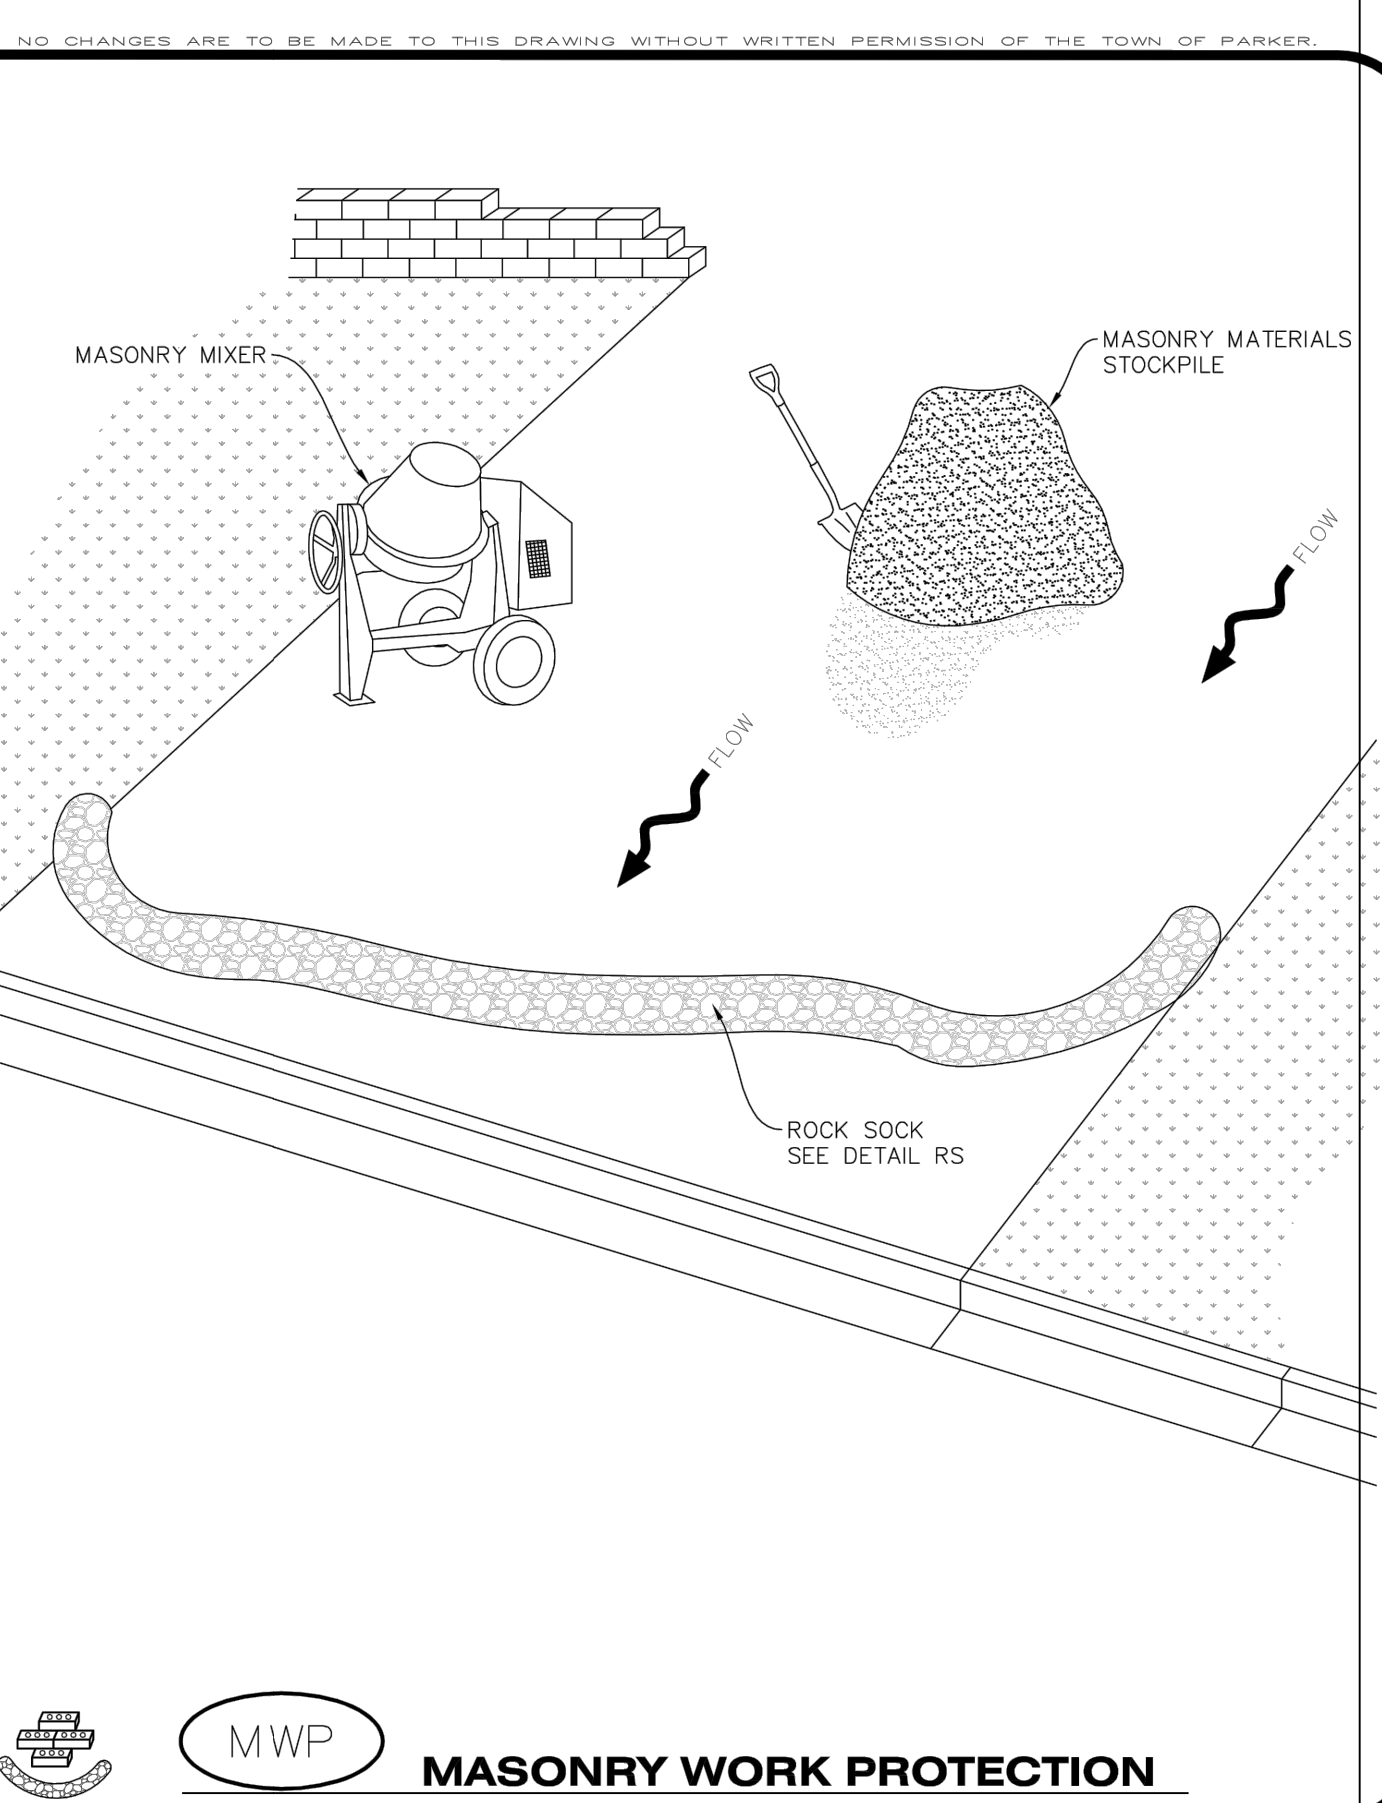 NO CHANGES ARE TO BE MADE TO THIS DRAWING WITHOUT WRITTEN PERMISSION OF THE TOWN OF PARKER.
MASONRY MIXER
MASONRY MATERIALS
STOCKPILE
FLOW
FLOW
ROCK SOCK
SEE DETAIL RS
MWP
MASONRY WORK PROTECTION